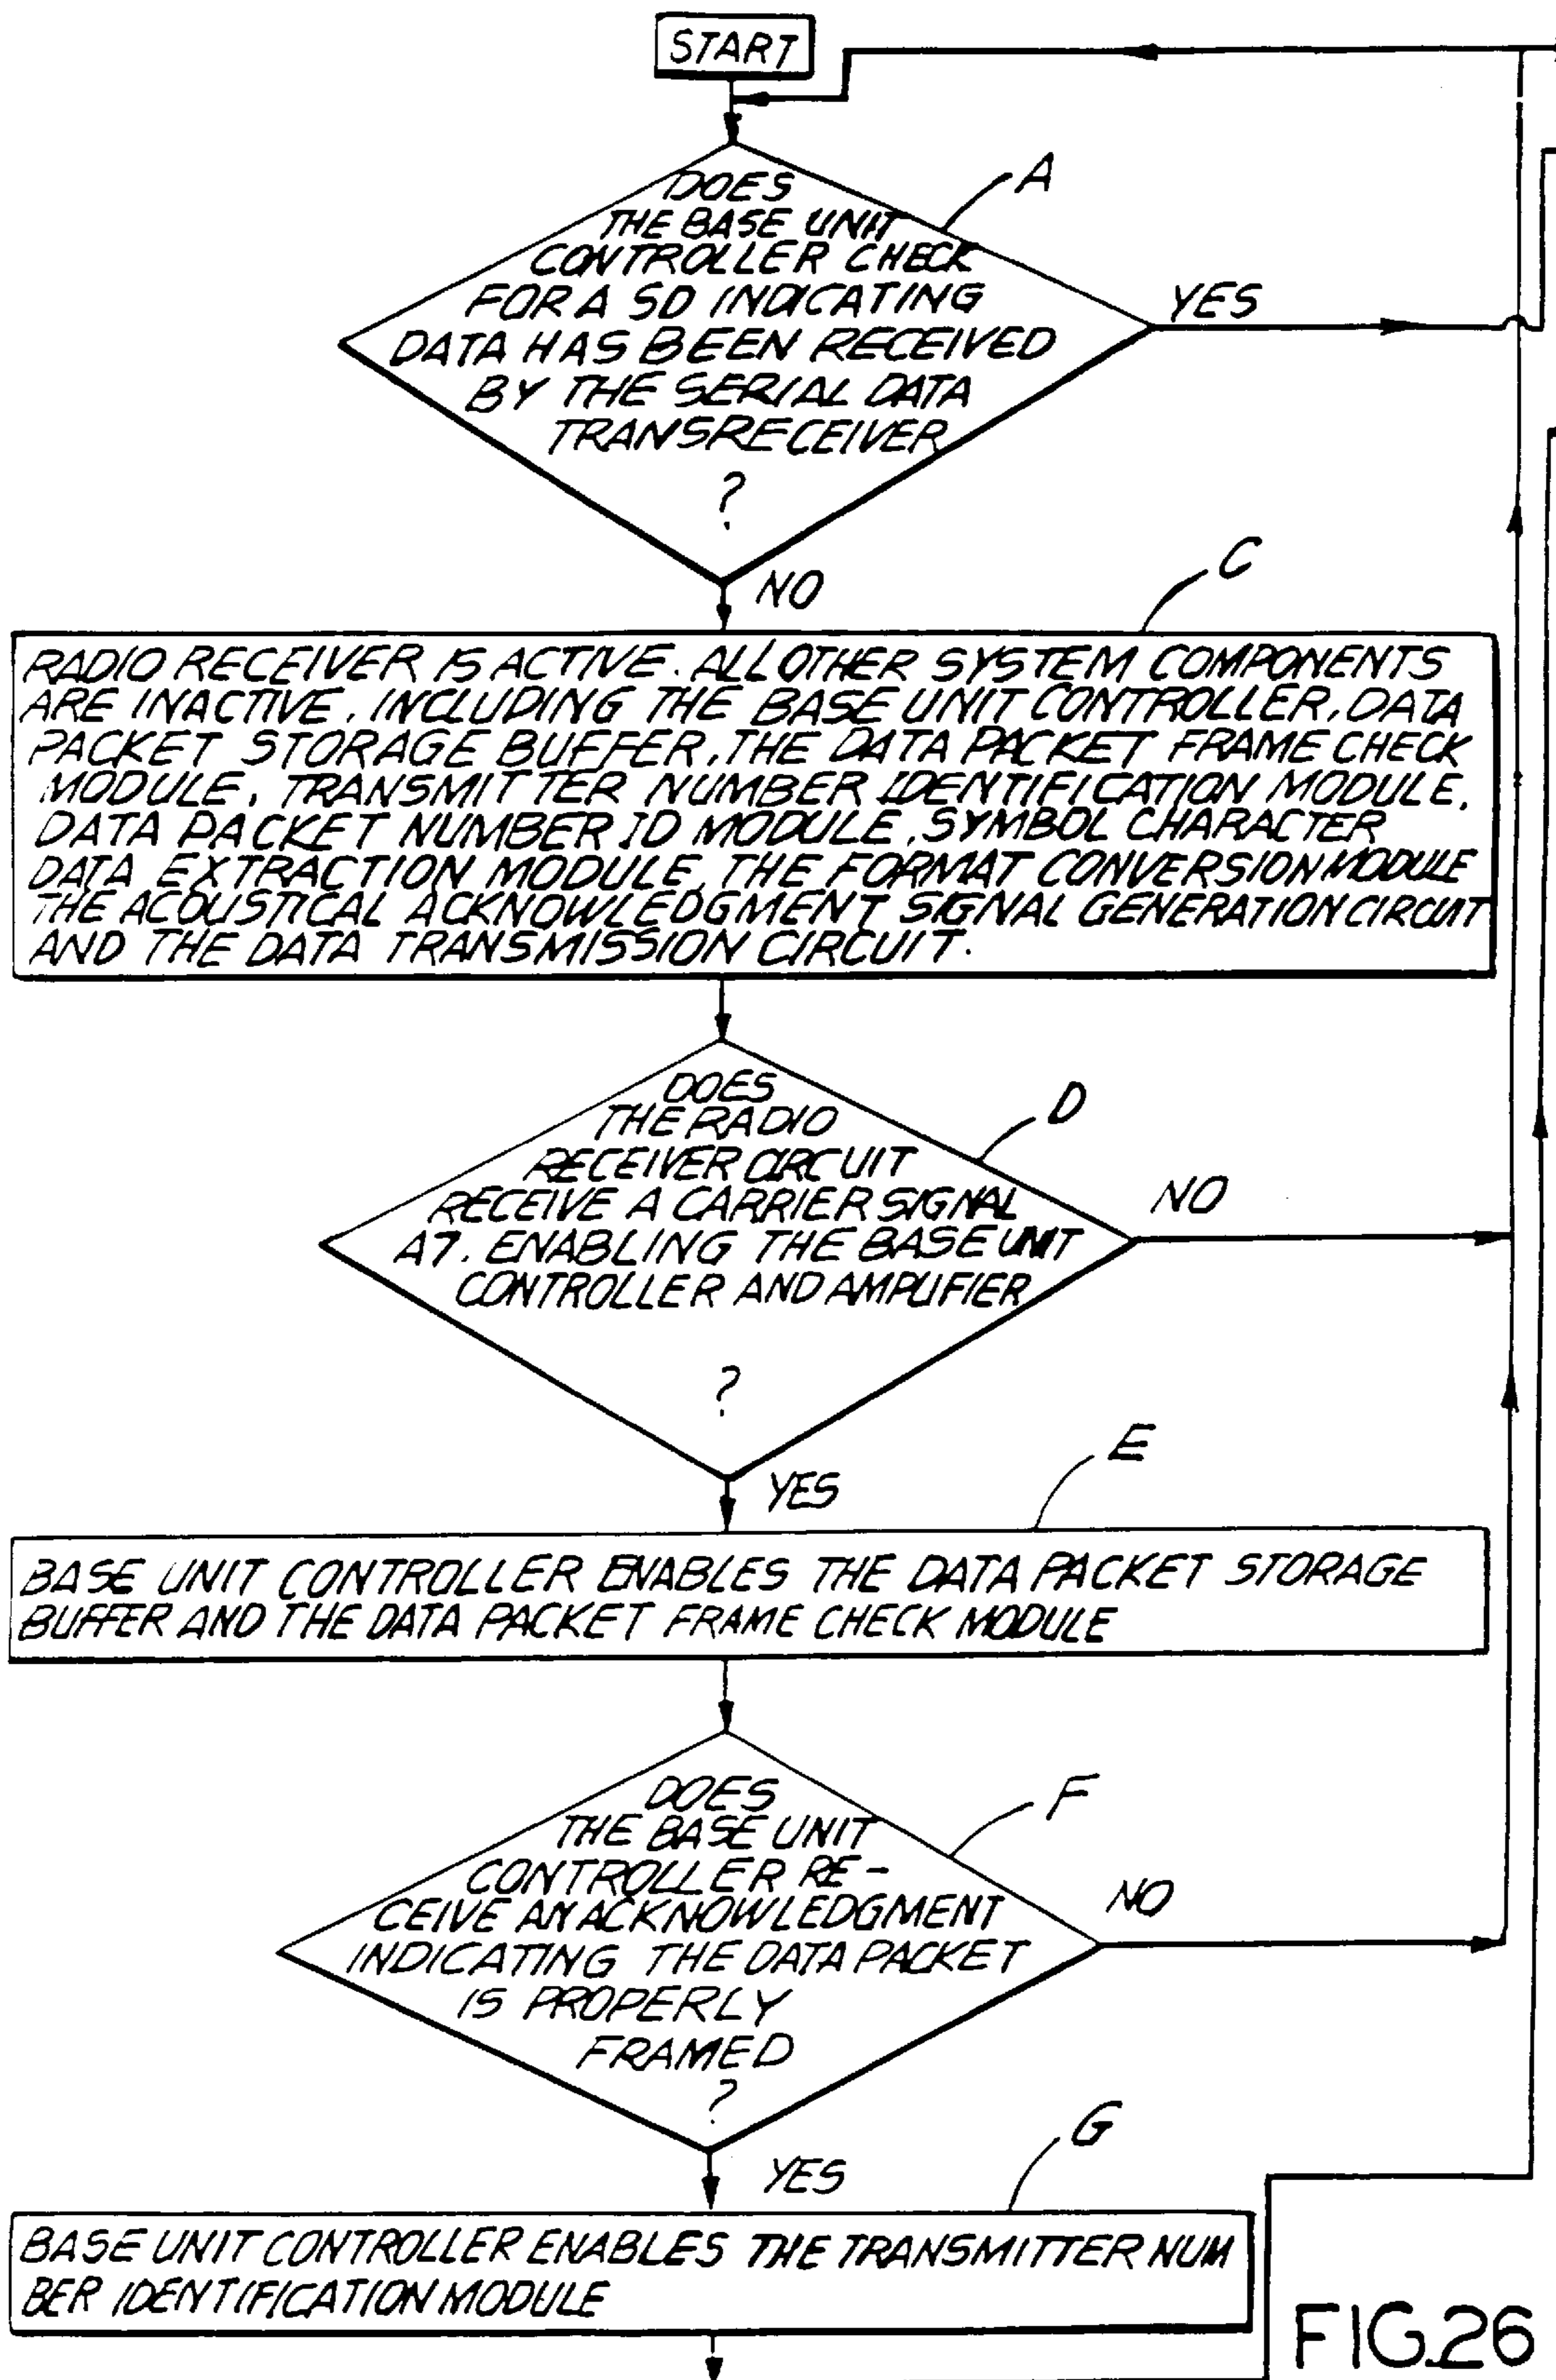 START
A
DOES
THE BASE UNIT
CONTROLLER CHECK
FOR A SD INDICATING
DATA HAS BEEN RECEIVED
BY THE SERIAL DATA
TRANSRECEIVER
?
YES
NO
C
RADIO RECEIVER IS ACTIVE. ALL OTHER SYSTEM COMPONENTS
ARE INACTIVE, INCLUDING THE BASE UNIT CONTROLLER, DATA
PACKET STORAGE BUFFER, THE DATA PACKET FRAME CHECK
MODULE, TRANSMITTER NUMBER IDENTIFICATION MODULE,
DATA PACKET NUMBER ID MODULE, SYMBOL CHARACTER
DATA EXTRACTION MODULE, THE FORMAT CONVERSION MODULE
THE ACOUSTICAL ACKNOWLEDGMENT SIGNAL GENERATION CIRCUIT
AND THE DATA TRANSMISSION CIRCUIT.
D
DOES
THE RADIO
RECEIVER CIRCUIT
RECEIVE A CARRIER SIGNAL
A7. ENABLING THE BASE UNIT
CONTROLLER AND AMPLIFIER
?
NO
YES
E
BASE UNIT CONTROLLER ENABLES THE DATA PACKET STORAGE
BUFFER AND THE DATA PACKET FRAME CHECK MODULE
F
DOES
THE BASE UNIT
CONTROLLER RE-
CEIVE AN ACKNOWLEDGMENT
INDICATING THE DATA PACKET
IS PROPERLY
FRAMED
?
NO
YES
G
BASE UNIT CONTROLLER ENABLES THE TRANSMITTER NUM
BER IDENTIFICATION MODULE
FIG.26